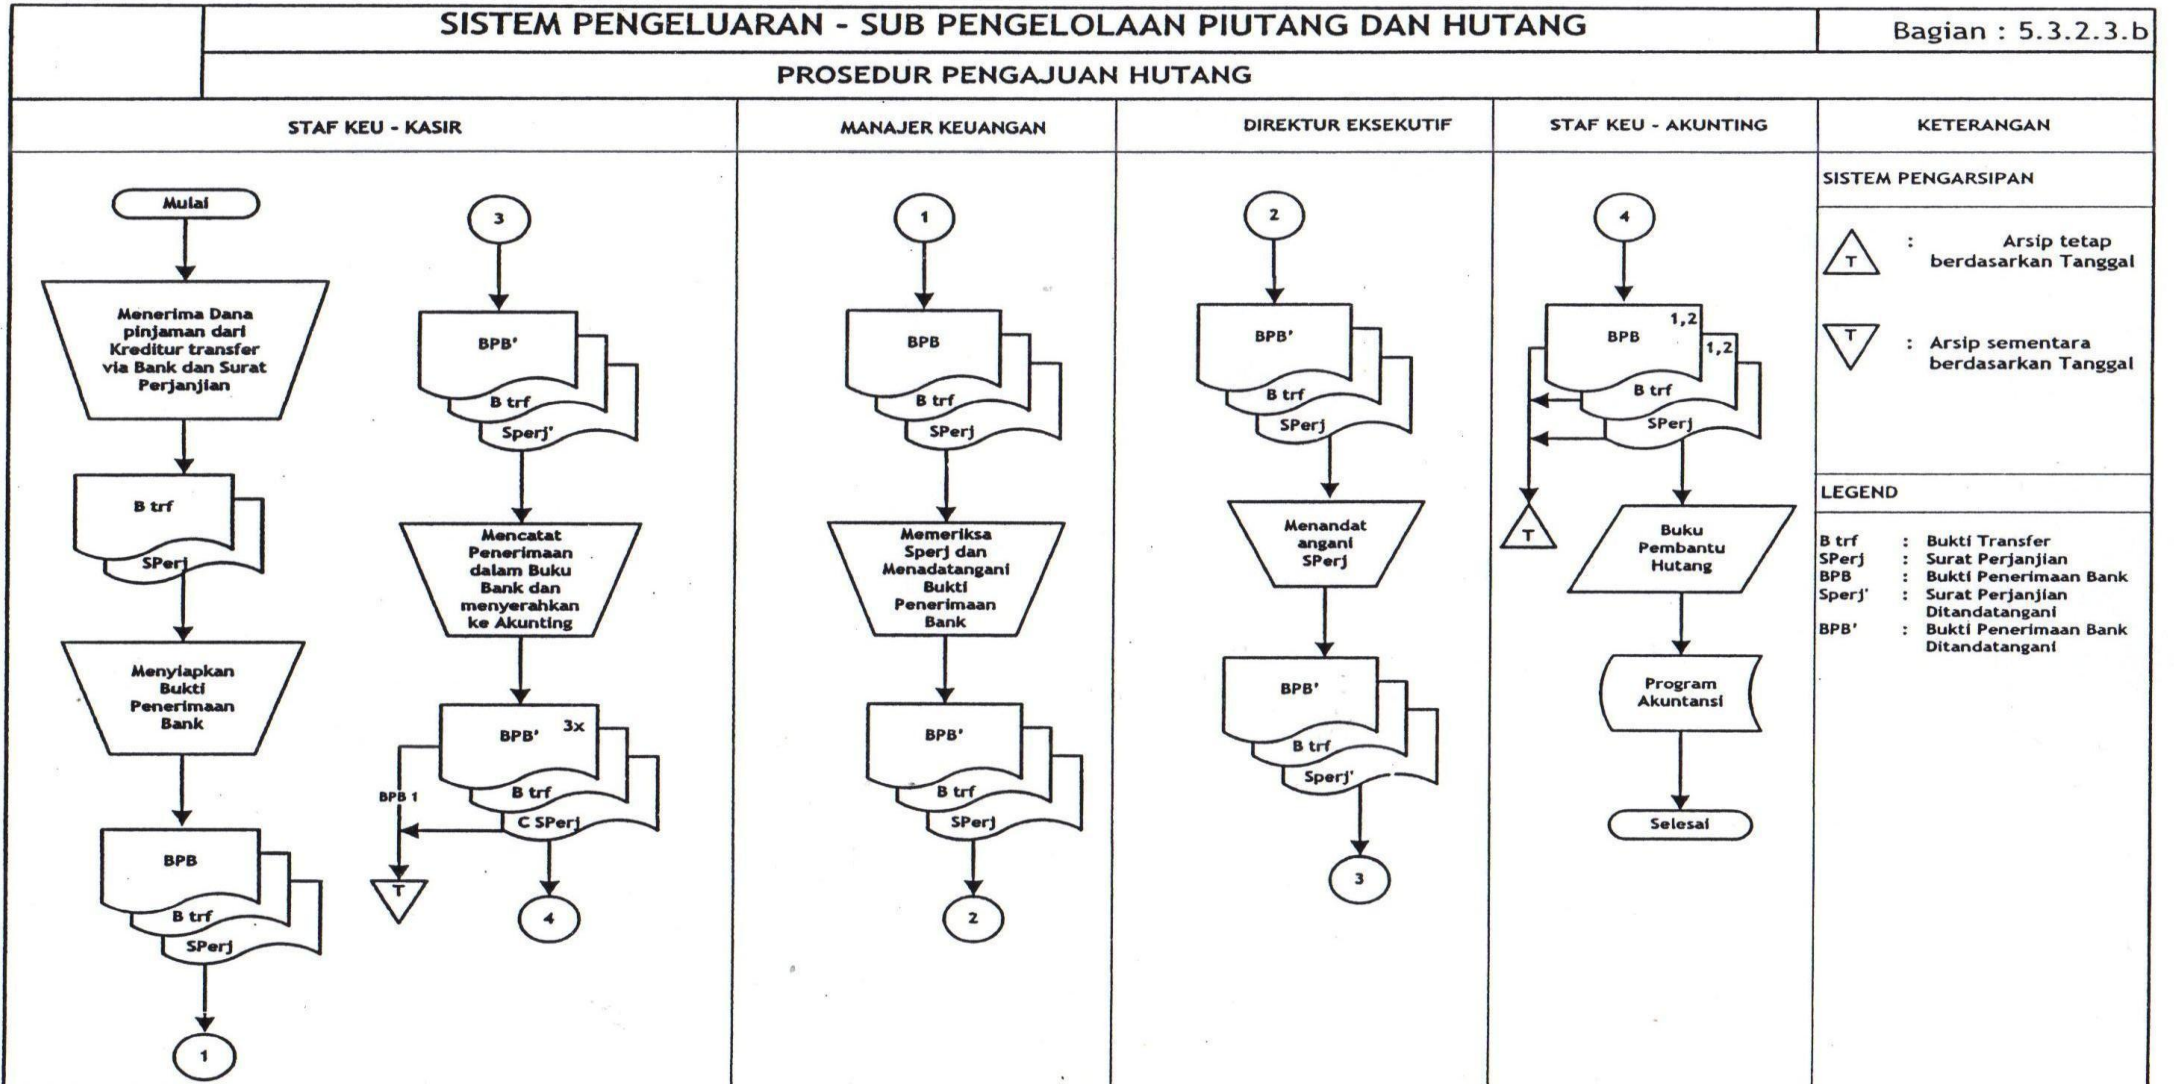 SISTEM PENGELUARAN - SUB PENGELOLAAN PIUTANG DAN HUTANG
Bagian : 5.3.2.3.b
PROSEDUR PENGAJUAN HUTANG
STAF KEU - KASIR
MANAJER KEUANGAN
DIREKTUR EKSEKUTIF
STAF KEU - AKUNTING
KETERANGAN
Mulai
Menerima Dana
pinjaman dari
Kreditur transfer
via Bank dan Surat
Perjanjian
B trf
SPerj
Menyiapkan
Bukti
Penerimaan
Bank
BPB
B trf
SPerj
1
3
BPB'
B trf
Sperj'
Mencatat
Penerimaan
dalam Buku
Bank dan
menyerahkan
ke Akunting
BPB' 3x
B trf
C SPerj
BPB 1
T
4
1
BPB
B trf
SPerj
Memeriksa
Sperj dan
Menadatangani
Bukti
Penerimaan
Bank
BPB'
B trf
SPerj
2
2
BPB'
B trf
SPerj
Menandat
angani
SPerj
BPB'
B trf
Sperj'
3
4
BPB 1,2
1,2
B trf
SPerj
T
Buku
Pembantu
Hutang
Program
Akuntansi
Selesai
SISTEM PENGARSIPAN
T : Arsip tetap
berdasarkan Tanggal
T : Arsip sementara
berdasarkan Tanggal
LEGEND
B trf : Bukti Transfer
SPerj : Surat Perjanjian
BPB : Bukti Penerimaan Bank
Sperj' : Surat Perjanjian
Ditandatangani
BPB' : Bukti Penerimaan Bank
Ditandatangani